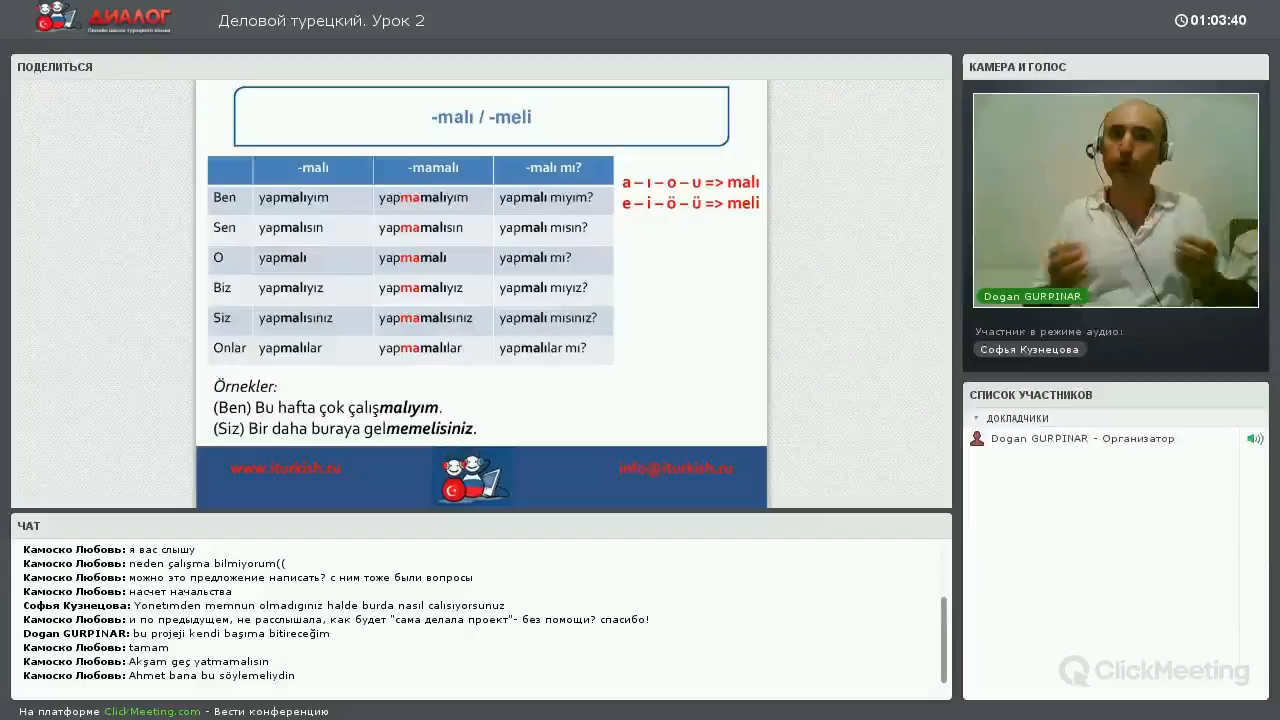 ДИАЛОГ
Онлайн школа турецкого языка
Деловой турецкий. Урок 2
01:03:40
ПОДЕЛИТЬСЯ
-malı / -meli
-malı -mamalı -malı mı?
Ben yapmalıyım yapmamalıyım yapmalı mıyım?
Sen yapmalısın yapmamalısın yapmalı mısın?
O yapmalı yapmamalı yapmalı mı?
Biz yapmalıyız yapmamalıyız yapmalı mıyız?
Siz yapmalısınız yapmamalısınız yapmalı mısınız?
Onlar yapmalılar yapmamalılar yapmalılar mı?
a – ı – o – u => malı
e – i – ö – ü => meli
Örnekler:
(Ben) Bu hafta çok çalışmalıyım.
(Siz) Bir daha buraya gelmemelisiniz.
www.iturkish.ru
info@iturkish.ru
КАМЕРА И ГОЛОС
Dogan GURPINAR
Участник в режиме аудио:
Софья Кузнецова
СПИСОК УЧАСТНИКОВ
ДОКЛАДЧИКИ
Dogan GURPINAR - Организатор
ЧАТ
Камоско Любовь: я вас слышу
Камоско Любовь: neden çalışma bilmiyorum((
Камоско Любовь: можно это предложение написать? с ним тоже были вопросы
Камоско Любовь: насчет начальства
Софья Кузнецова: Yonetımden memnun olmadıgınız halde burda nasıl calısıyorsunuz
Камоско Любовь: и по предыдущем, не расслышала, как будет "сама делала проект"- без помощи? спасибо!
Dogan GURPINAR: bu projeji kendi başıma bitireceğim
Камоско Любовь: tamam
Камоско Любовь: Akşam geç yatmamalısın
Камоско Любовь: Ahmet bana bu söylemeliydin
ClickMeeting
На платформе ClickMeeting.com - Вести конференцию